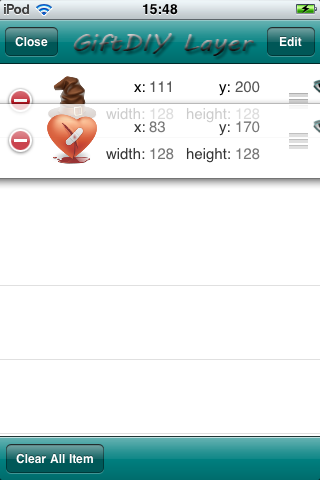 iPod 15:48
Close GiftDIY Layer Edit
x: 111 y: 200
width: 128 height: 128
x: 83 y: 170
width: 128 height: 128
Clear All Item